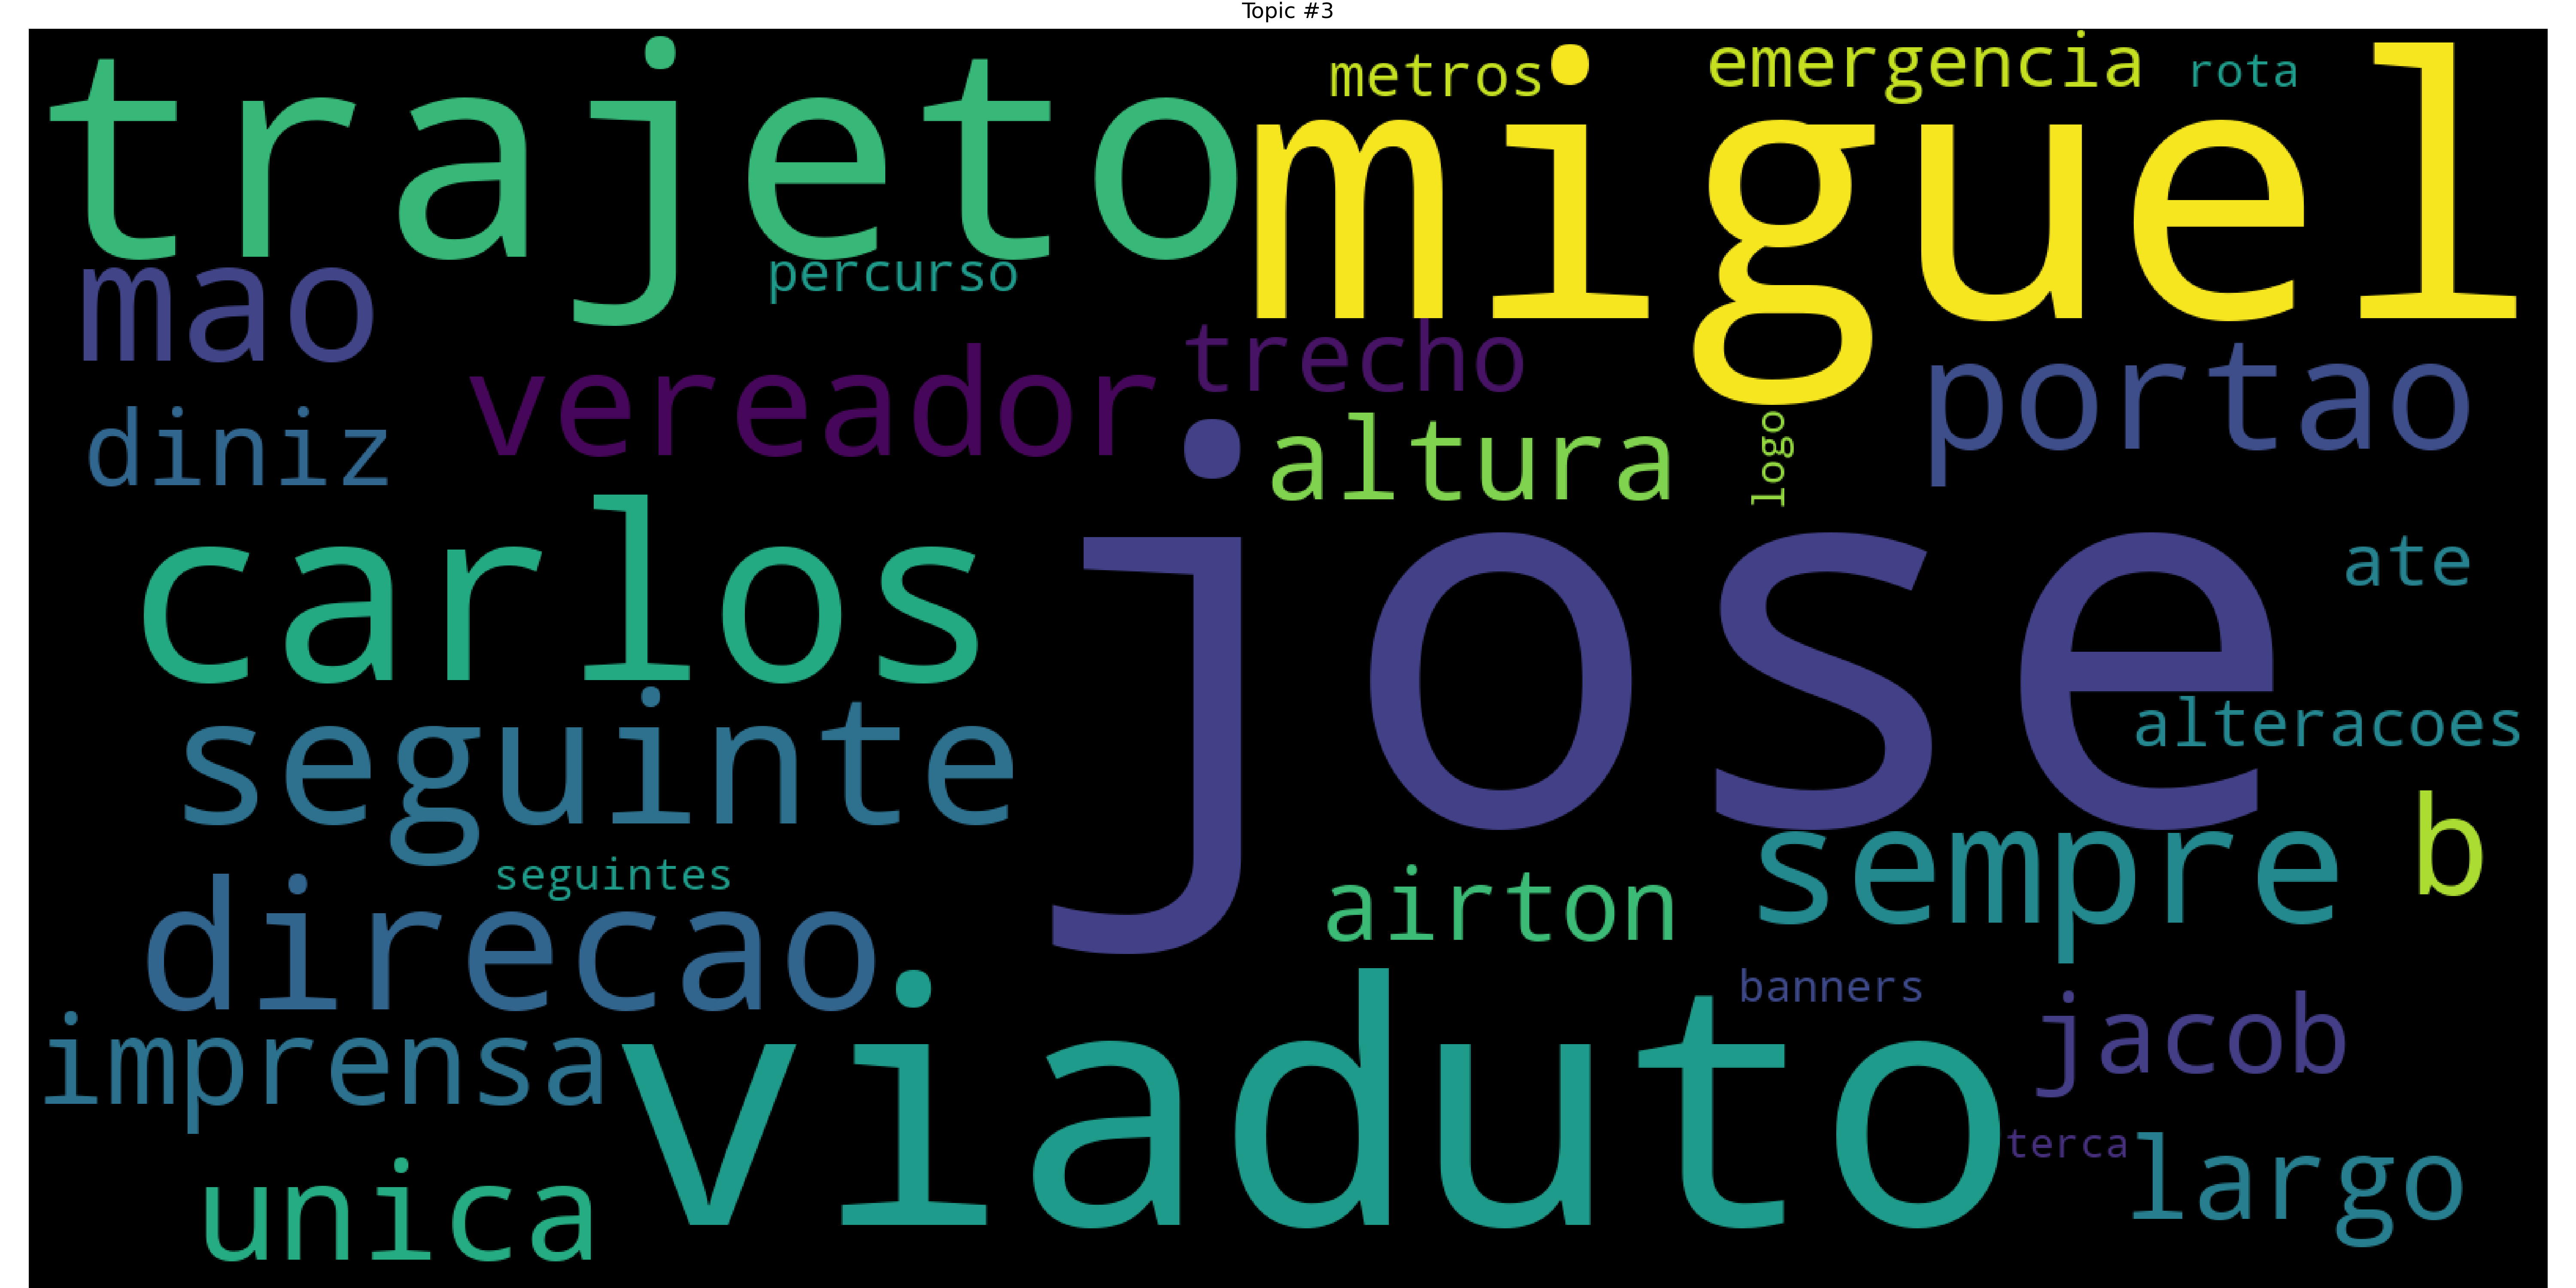 Topic #3
trajeto
metros
emergencia
rota
miguel
mao
percurso
vereador
trecho
portao
diniz
altura
logo
carlos
jose
ate
seguinte
alteracoes
seguintes
sempre
b
direcao
airton
banners
imprensa
viaduto
jacob
terca
unica
largo